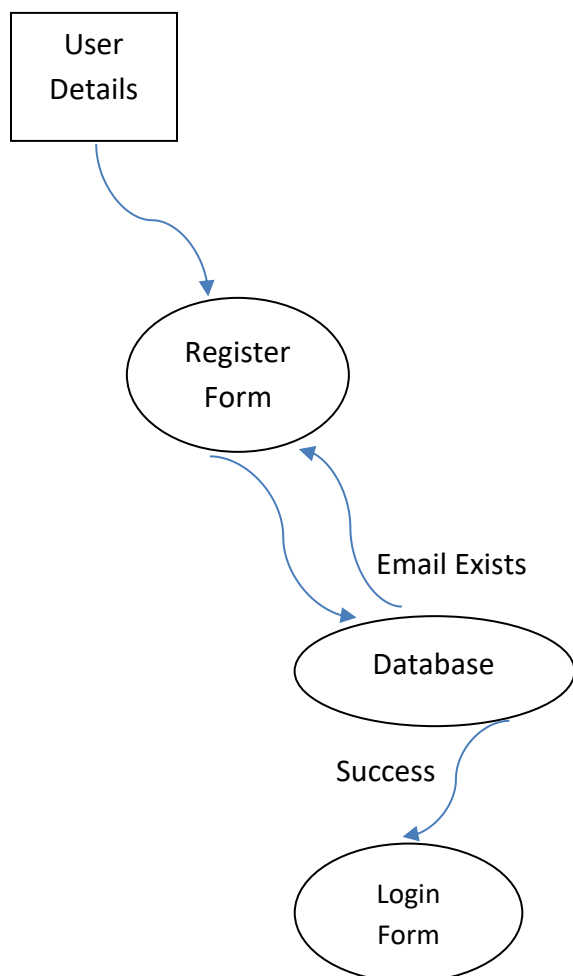 User
Details
Register
Form
Email Exists
Database
Success
Login
Form